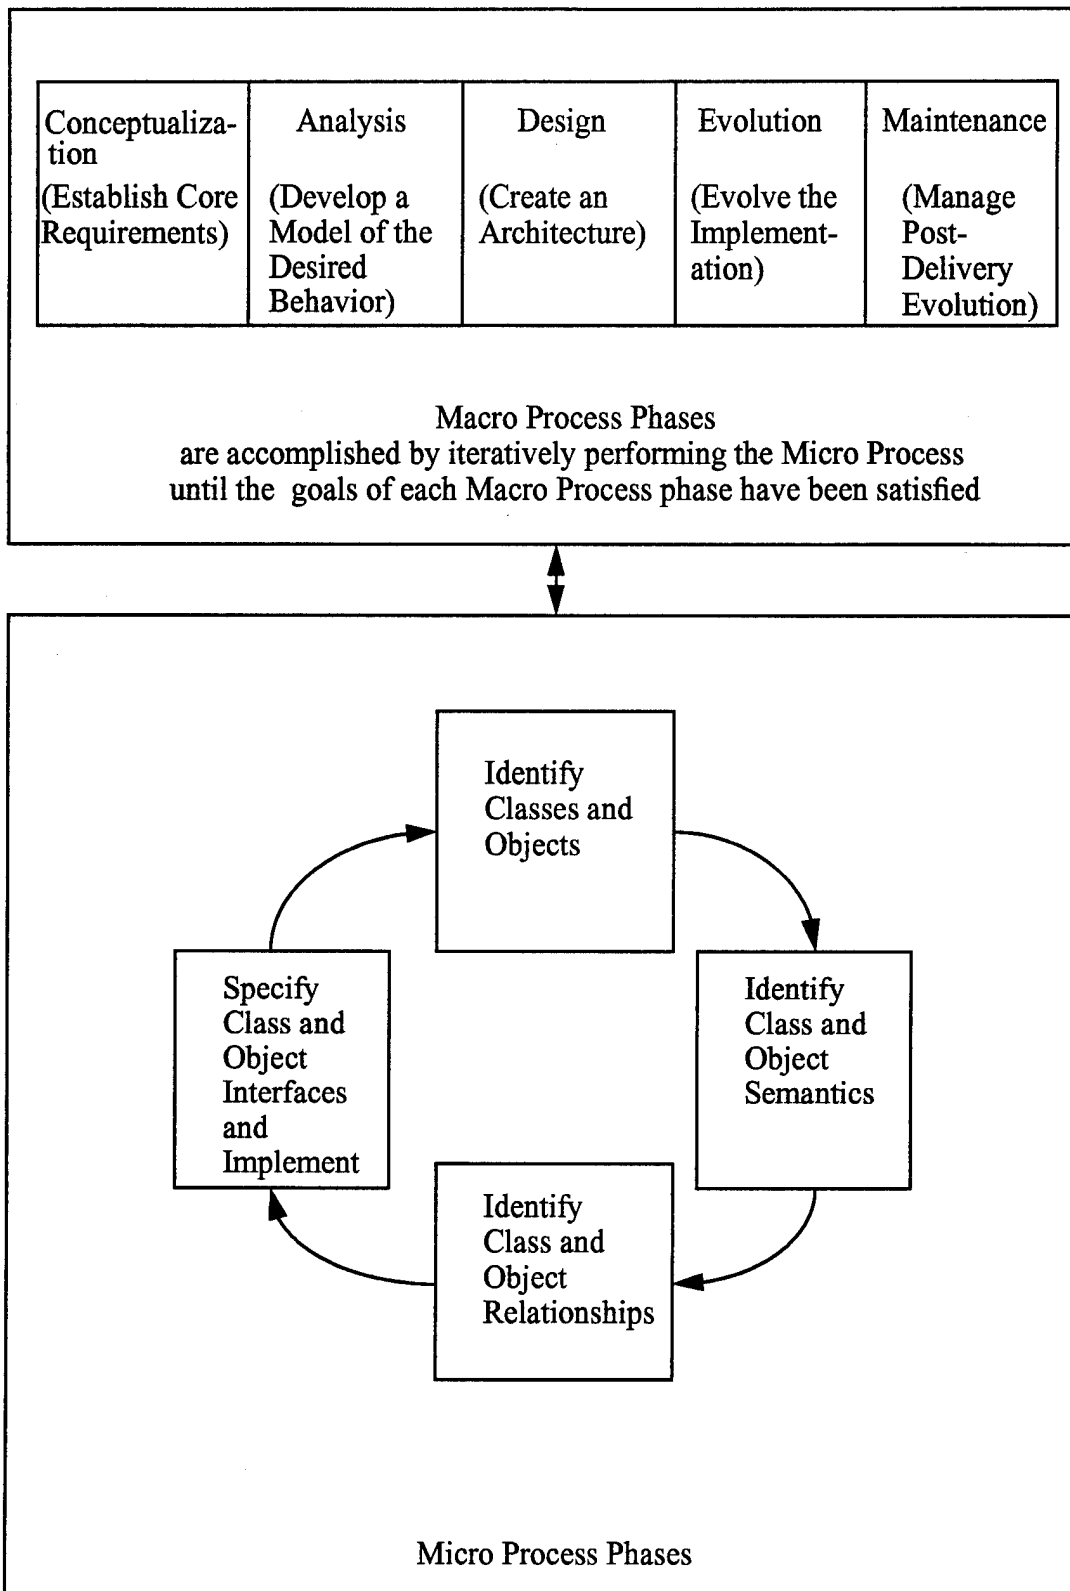 Conceptualiza-
tion
(Establish Core
Requirements)
Analysis
(Develop a
Model of the
Desired
Behavior)
Design
(Create an
Architecture)
Evolution
(Evolve the
Implement-
ation)
Maintenance
(Manage
Post-
Delivery
Evolution)
Macro Process Phases
are accomplished by iteratively performing the Micro Process
until the goals of each Macro Process phase have been satisfied
Identify
Classes and
Objects
Identify
Class and
Object
Semantics
Identify
Class and
Object
Relationships
Specify
Class and
Object
Interfaces
and
Implement
Micro Process Phases